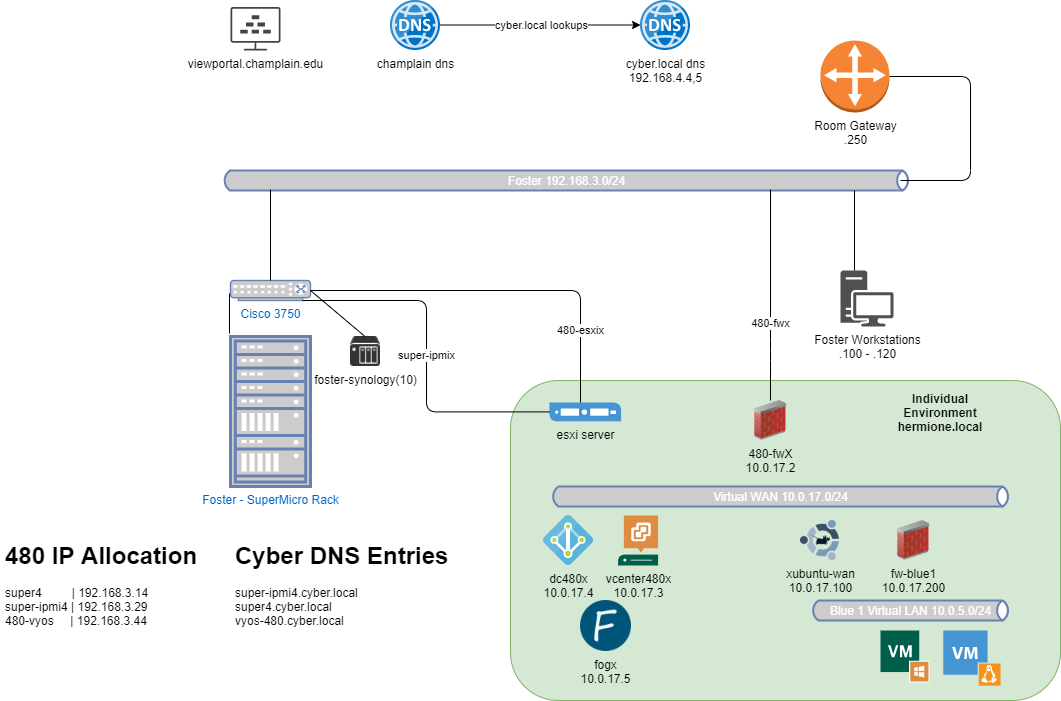 DNS
cyber.local lookups
DNS
viewportal.champlain.edu
champlain dns
cyber.local dns
192.168.4.4,5
Room Gateway
.250
Foster 192.168.3.0/24
Cisco 3750
480-esxix
480-fwx
super-ipmix
foster-synology(10)
Foster Workstations
.100 - .120
Individual
Environment
hermione.local
esxi server
480-fwX
10.0.17.2
Foster - SuperMicro Rack
Virtual WAN 10.0.17.0/24
480 IP Allocation
super4 | 192.168.3.14
super-ipmi4 | 192.168.3.29
480-vyos | 192.168.3.44
Cyber DNS Entries
super-ipmi4.cyber.local
super4.cyber.local
vyos-480.cyber.local
dc480x
10.0.17.4
vcenter480x
10.0.17.3
xubuntu-wan
10.0.17.100
fw-blue1
10.0.17.200
Blue 1 Virtual LAN 10.0.5.0/24
F
fogx
10.0.17.5
VM
VM